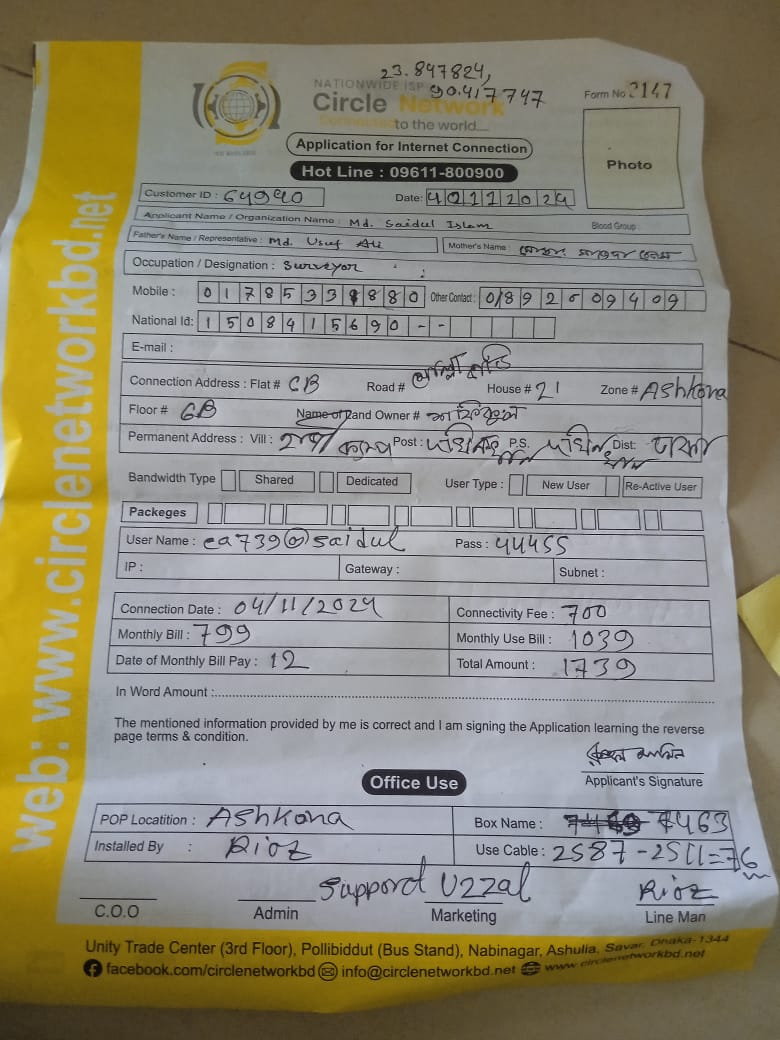 23.847824,
90.417747
NATIONWIDE ISP
Circle Network
Connected to the world...
Form No 2147
Application for Internet Connection
Photo
Hot Line : 09611-800900
Customer ID : 64940 Date:
Applicant Name / Organization Name : Md. Saidul Islam Blood Group :
Father's Name / Representative : Md. Usuf Ali Mother's Name :
Occupation / Designation : Surveyor
Mobile : Other Contact :
National Id: 1508415690--
E-mail :
Connection Address : Flat # 6B Road # House # 21 Zone # Ashkona
Floor # 6B Name of Land Owner #
Permanent Address : Vill : Post : P.S. Dist: ঢাকা
Bandwidth Type Shared Dedicated User Type : New User Re-Active User
Packeges
User Name : ea739@saidul Pass : 44455
IP : Gateway : Subnet :
Connection Date : 04/11/2024 Connectivity Fee : 700
Monthly Bill : 799 Monthly Use Bill : 1039
Date of Monthly Bill Pay : 12 Total Amount : 1739
In Word Amount :
The mentioned information provided by me is correct and I am signing the Application learning the reverse
page terms & condition.
Applicant's Signature
Office Use
POP Locatition : Ashkona Box Name : 7463
Installed By : Rioz Use Cable : 2587-2511=76
Support Uzzal Rioz
C.O.O Admin Marketing Line Man
Unity Trade Center (3rd Floor), Pollibiddut (Bus Stand), Nabinagar, Ashulia, Savar, Dhaka-1344
facebook.com/circlenetworkbd info@circlenetworkbd.net www.circlenetworkbd.net
web: www.circlenetworkbd.net